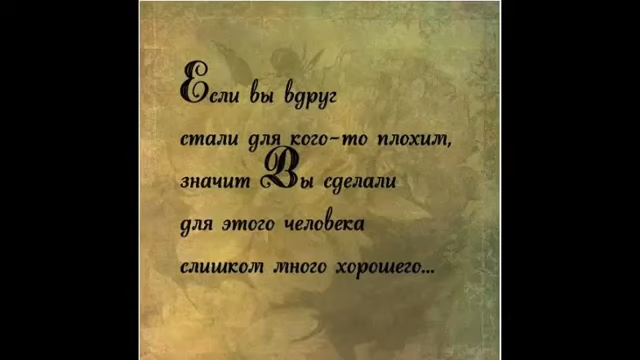 Если вы вдруг
стали для кого-то плохим,
значит Вы сделали
для этого человека
слишком много хорошего...